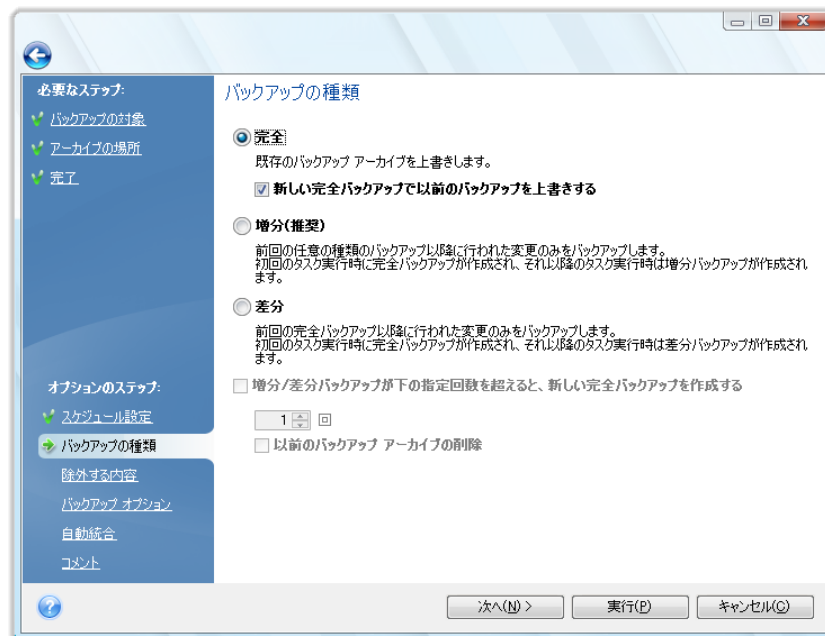 必要なステップ:
バックアップの対象
アーカイブの場所
完了
オプションのステップ:
スケジュール設定
バックアップの種類
除外する内容
バックアップ オプション
自動統合
コメント
バックアップの種類
完全
既存のバックアップ アーカイブを上書きします。
新しい完全バックアップで以前のバックアップを上書きする
増分(推奨)
前回の任意の種類のバックアップ以降に行われた変更のみをバックアップします。
初回のタスク実行時に完全バックアップが作成され、それ以降のタスク実行時は増分バックアップが作成され
ます。
差分
前回の完全バックアップ以降に行われた変更のみをバックアップします。
初回のタスク実行時に完全バックアップが作成され、それ以降のタスク実行時は差分バックアップが作成され
ます。
増分/差分バックアップが下の指定回数を超えると、新しい完全バックアップを作成する
1 回
以前のバックアップ アーカイブの削除
次へ(N) > 実行(P) キャンセル(C)